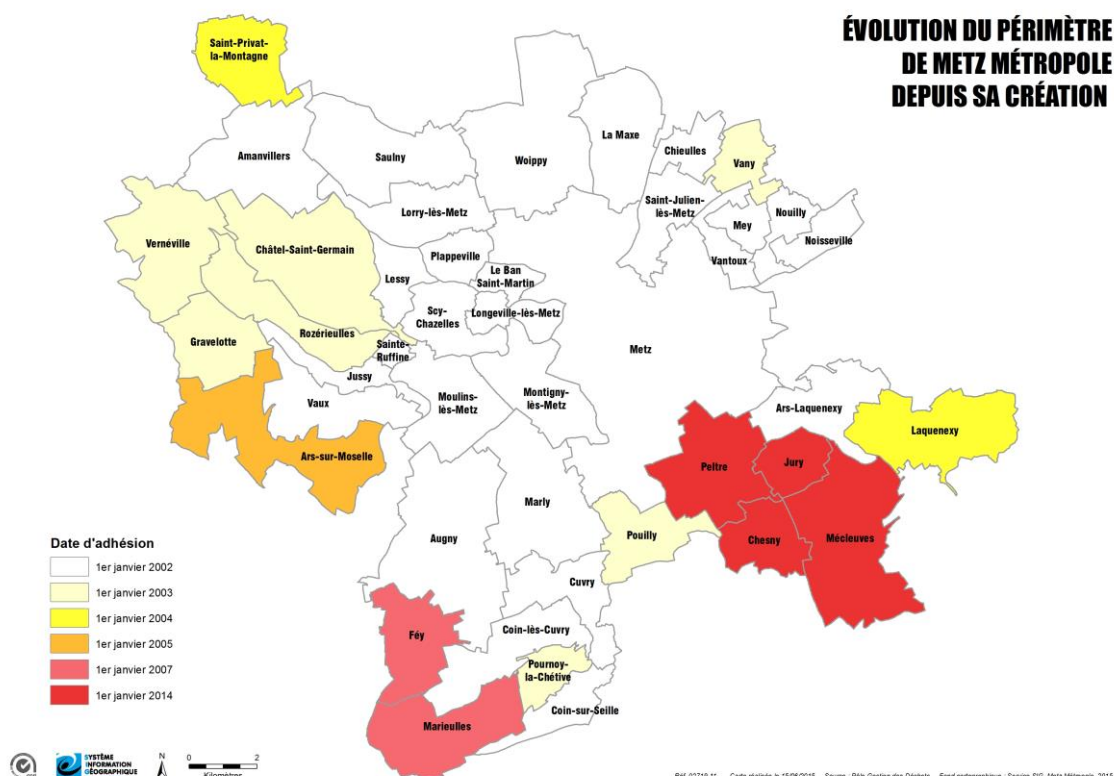 ÉVOLUTION DU PÉRIMÈTRE
DE METZ MÉTROPOLE
DEPUIS SA CRÉATION
Saint-Privat-
la-Montagne
Amanvillers
Saulny
Woippy
La Maxe
Chieulles
Vany
Saint-Julien-
lès-Metz
Mey
Nouilly
Noisseville
Vantoux
Lorry-lès-Metz
Vernéville
Châtel-Saint-Germain
Plappeville
Lessy
Le Ban
Saint-Martin
Scy-
Chazelles
Longeville-lès-Metz
Metz
Gravelotte
Rozérieulles
Sainte-
Ruffine
Jussy
Vaux
Moulins-
lès-Metz
Montigny-
lès-Metz
Ars-Laquenexy
Laquenexy
Ars-sur-Moselle
Peltre
Jury
Marly
Augny
Pouilly
Chesny
Mécleuves
Cuvry
Féy
Coin-lès-Cuvry
Pournoy-
la-Chétive
Coin-sur-Seille
Marieulles
Date d'adhésion
1er janvier 2002
1er janvier 2003
1er janvier 2004
1er janvier 2005
1er janvier 2007
1er janvier 2014
SYSTÈME
INFORMATION
GÉOGRAPHIQUE
N
0 2
Kilomètres